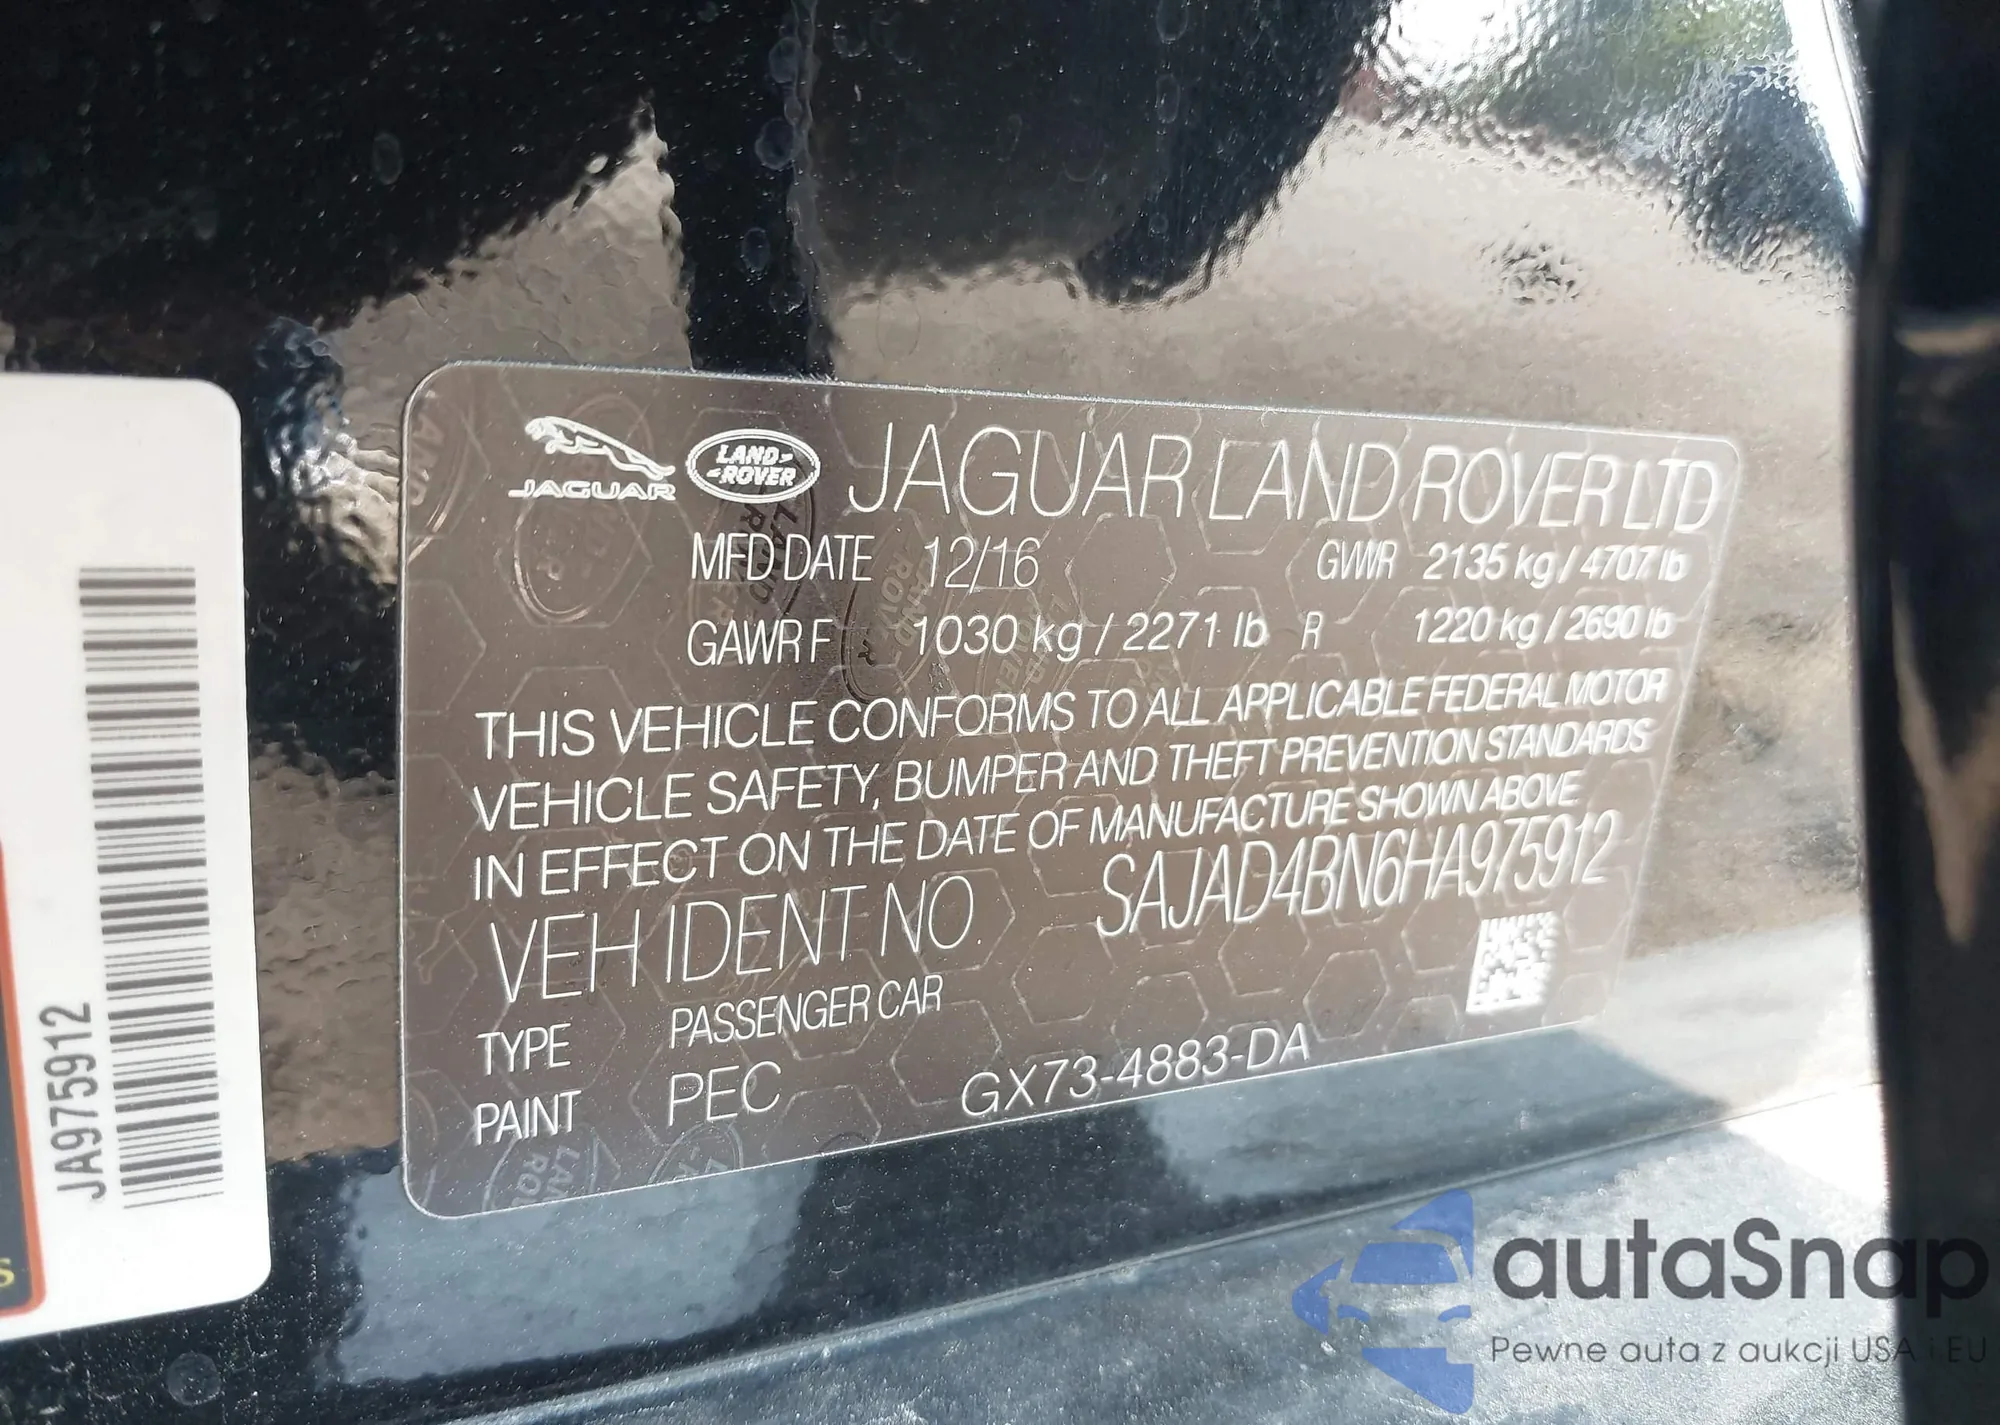 JAGUAR
LAND-
-ROVER
JAGUAR LAND ROVER LTD
MFD DATE 12/16 GVWR 2135 kg / 4707 lb
GAWR F 1030 kg / 2271 lb R 1220 kg / 2690 lb
THIS VEHICLE CONFORMS TO ALL APPLICABLE FEDERAL MOTOR
VEHICLE SAFETY, BUMPER AND THEFT PREVENTION STANDARDS
IN EFFECT ON THE DATE OF MANUFACTURE SHOWN ABOVE
VEH IDENT NO. SAJAD4BN6HA975912
TYPE PASSENGER CAR
PAINT PEC GX73-4883-DA
JA975912
autaSnap
Pewne auta z aukcji USA i EU